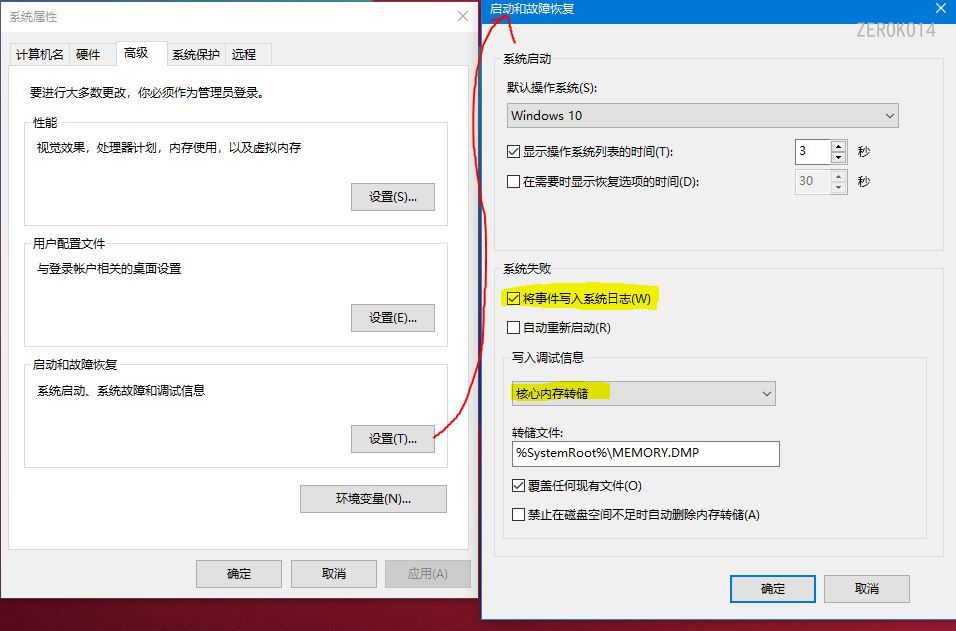 系统属性
计算机名
硬件
高级
系统保护
远程
要进行大多数更改，你必须作为管理员登录。
性能
视觉效果，处理器计划，内存使用，以及虚拟内存
设置(S)...
用户配置文件
与登录帐户相关的桌面设置
设置(E)...
启动和故障恢复
系统启动、系统故障和调试信息
设置(T)...
环境变量(N)...
确定
取消
应用(A)
启动和故障恢复
ZEROK014
系统启动
默认操作系统(S):
Windows 10
显示操作系统列表的时间(T):
3
秒
在需要时显示恢复选项的时间(D):
30
秒
系统失败
将事件写入系统日志(W)
自动重新启动(R)
写入调试信息
核心内存转储
转储文件:
%SystemRoot%\MEMORY.DMP
覆盖任何现有文件(O)
禁止在磁盘空间不足时自动删除内存转储(A)
确定
取消